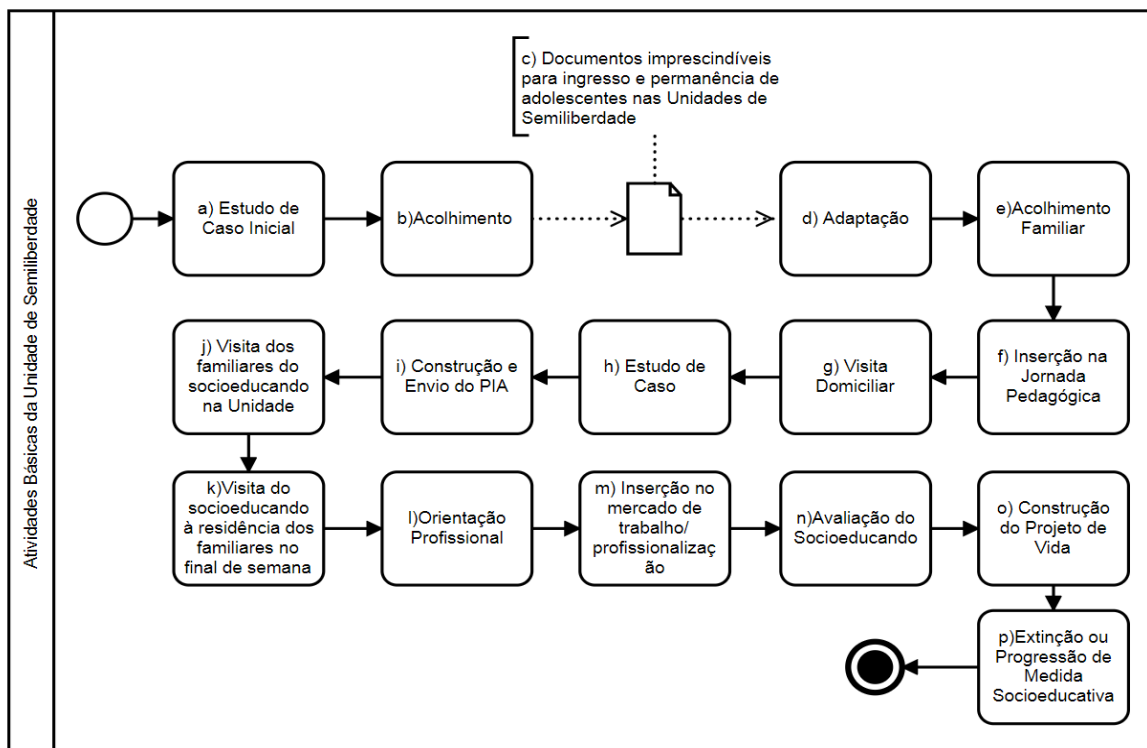 Atividades Básicas da Unidade de Semiliberdade
c) Documentos imprescindíveis
para ingresso e permanência de
adolescentes nas Unidades de
Semiliberdade
a) Estudo de
Caso Inicial
b)Acolhimento
d) Adaptação
e)Acolhimento
Familiar
j) Visita dos
familiares do
socioeducando
na Unidade
i) Construção e
Envio do PIA
h) Estudo de
Caso
g) Visita
Domiciliar
f) Inserção na
Jornada
Pedagógica
k)Visita do
socioeducando
à residência dos
familiares no
final de semana
l)Orientação
Profissional
m) Inserção no
mercado de
trabalho/
profissionalizaç
ão
n)Avaliação do
Socioeducando
o) Construção
do Projeto de
Vida
p)Extinção ou
Progressão de
Medida
Socioeducativa